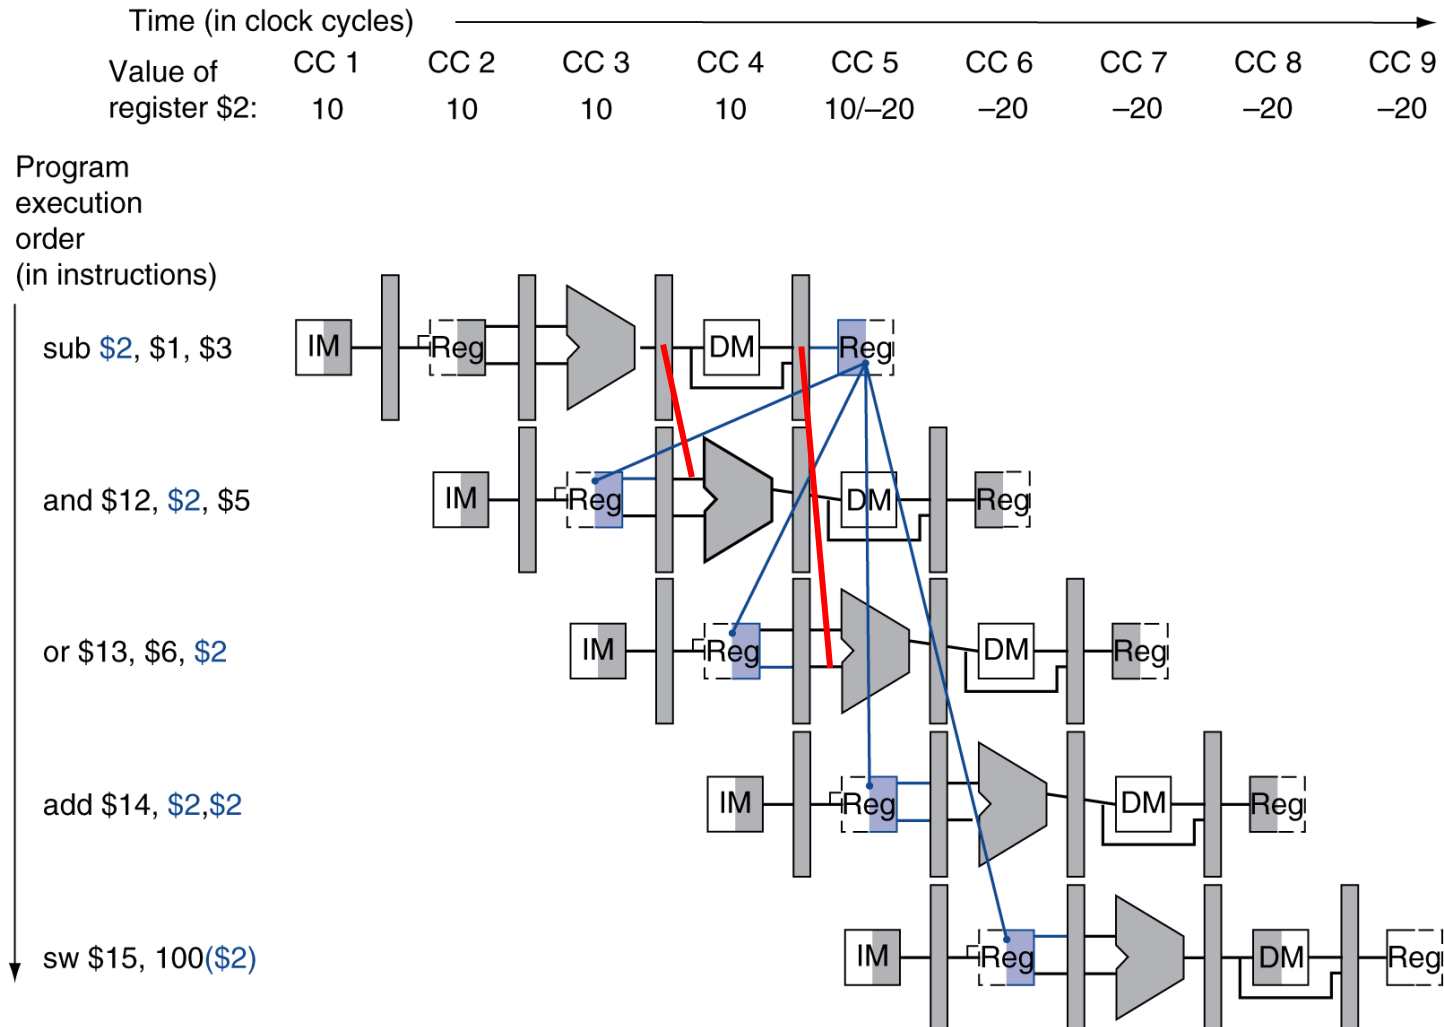 Time (in clock cycles)
CC 1 CC 2 CC 3 CC 4 CC 5 CC 6 CC 7 CC 8 CC 9
Value of
register $2: 10 10 10 10 10/–20 –20 –20 –20 –20
Program
execution
order
(in instructions)
sub $2, $1, $3 IM Reg DM Reg
and $12, $2, $5 IM Reg DM Reg
or $13, $6, $2 IM Reg DM Reg
add $14, $2,$2 IM Reg DM Reg
sw $15, 100($2) IM Reg DM Reg